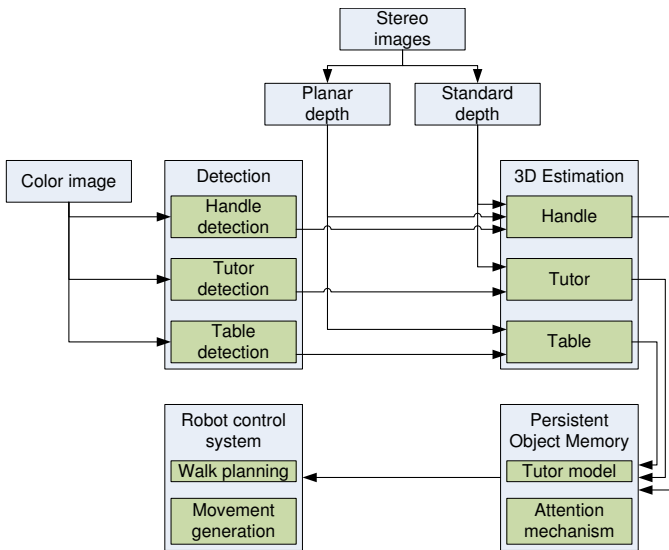 Stereo
images
Planar
depth
Standard
depth
Color image
Detection
Handle
detection
Tutor
detection
Table
detection
3D Estimation
Handle
Tutor
Table
Robot control
system
Walk planning
Movement
generation
Persistent
Object Memory
Tutor model
Attention
mechanism